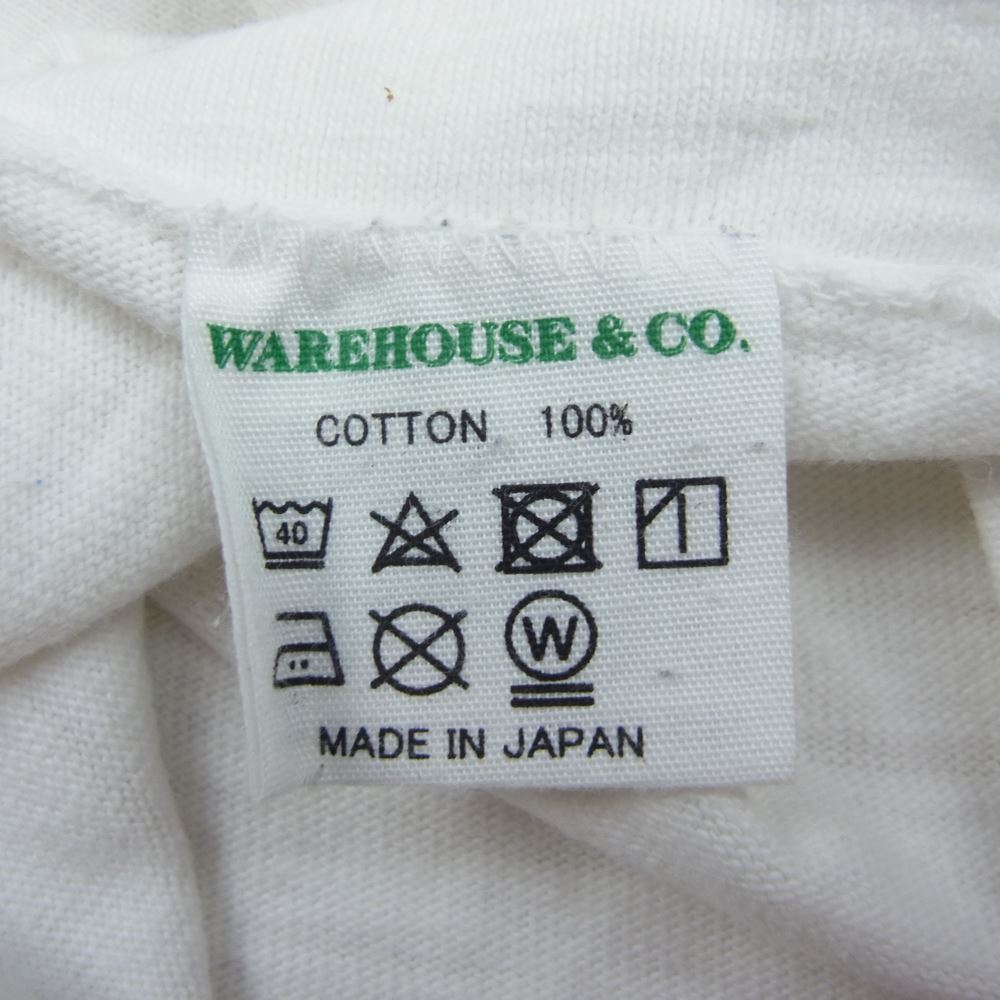 WAREHOUSE & CO.
COTTON 100%
40
W
MADE IN JAPAN